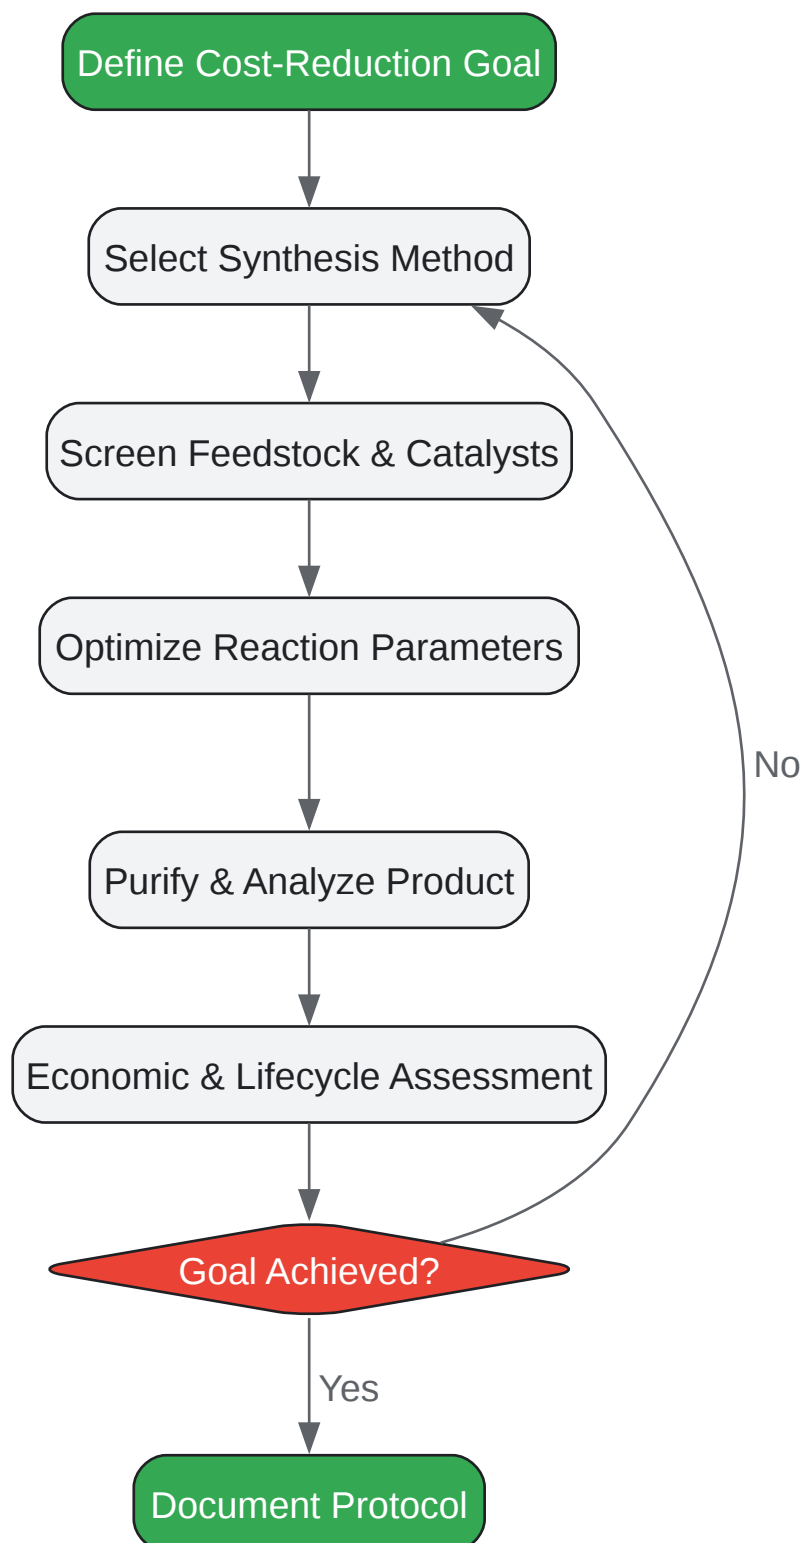 Define Cost-Reduction Goal
Select Synthesis Method
Screen Feedstock & Catalysts
Optimize Reaction Parameters
No
Purify & Analyze Product
Economic & Lifecycle Assessment
Goal Achieved?
Yes
Document Protocol